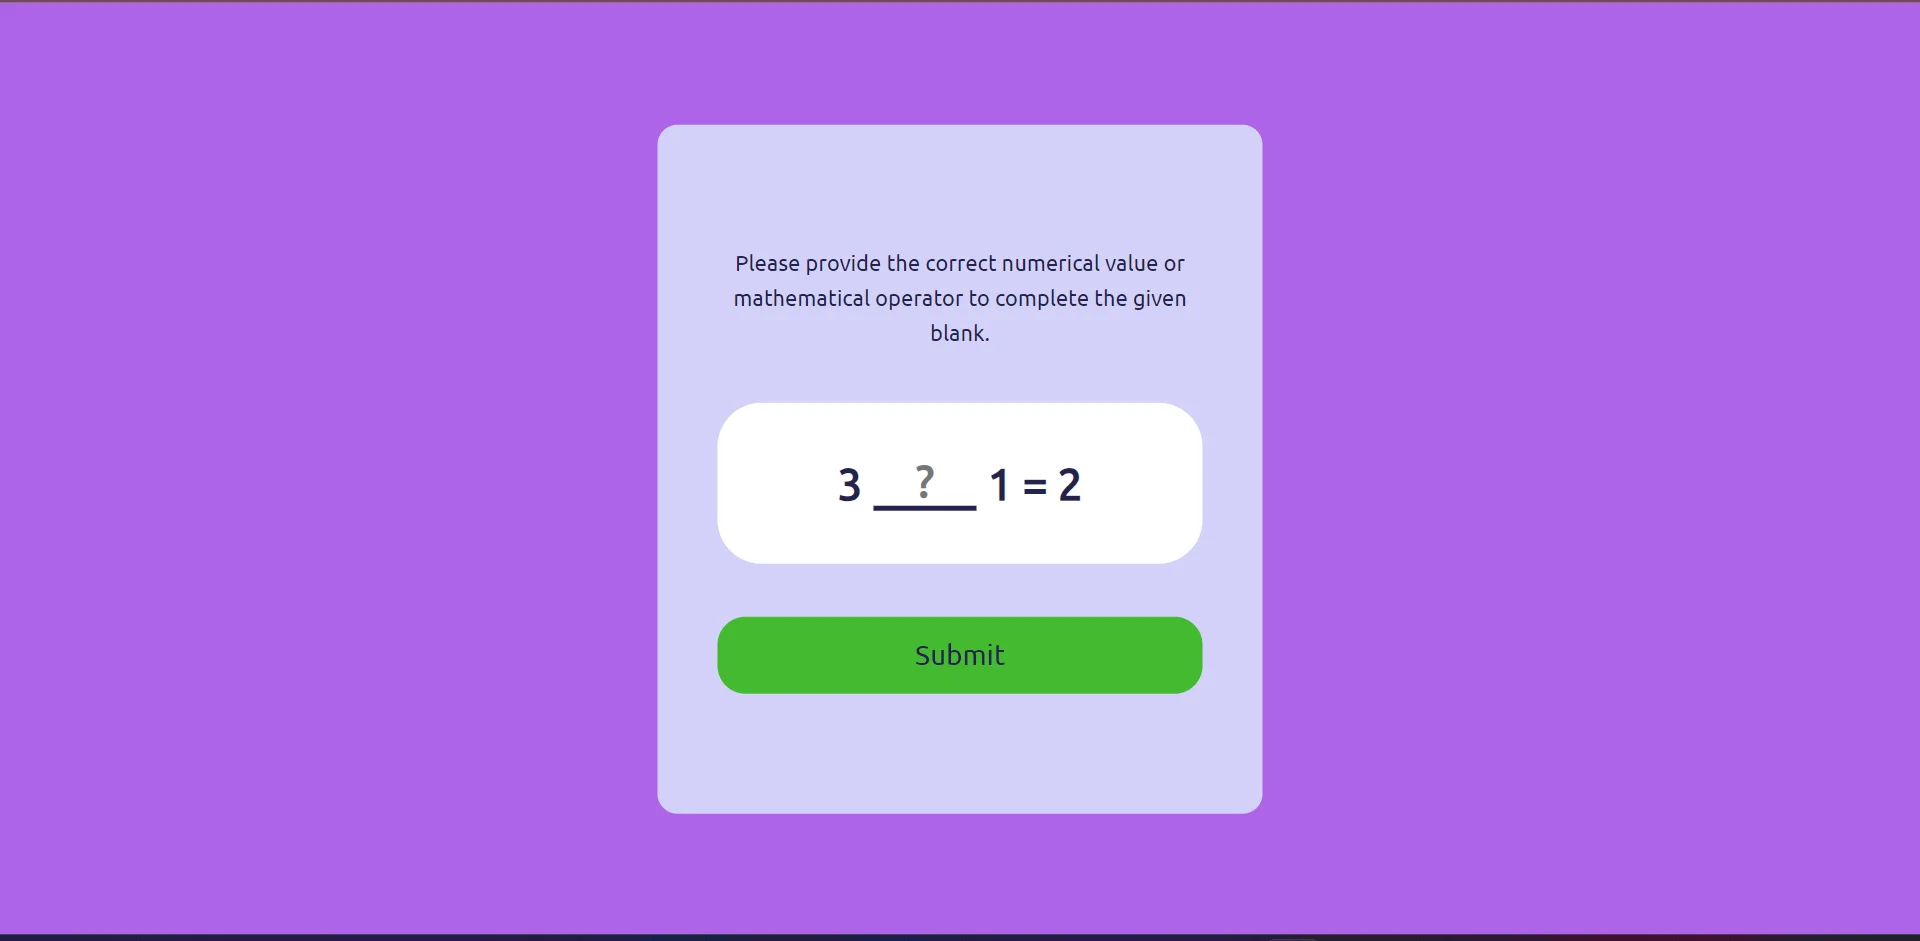 Please provide the correct numerical value or
mathematical operator to complete the given
blank.
3 ? 1 = 2
Submit